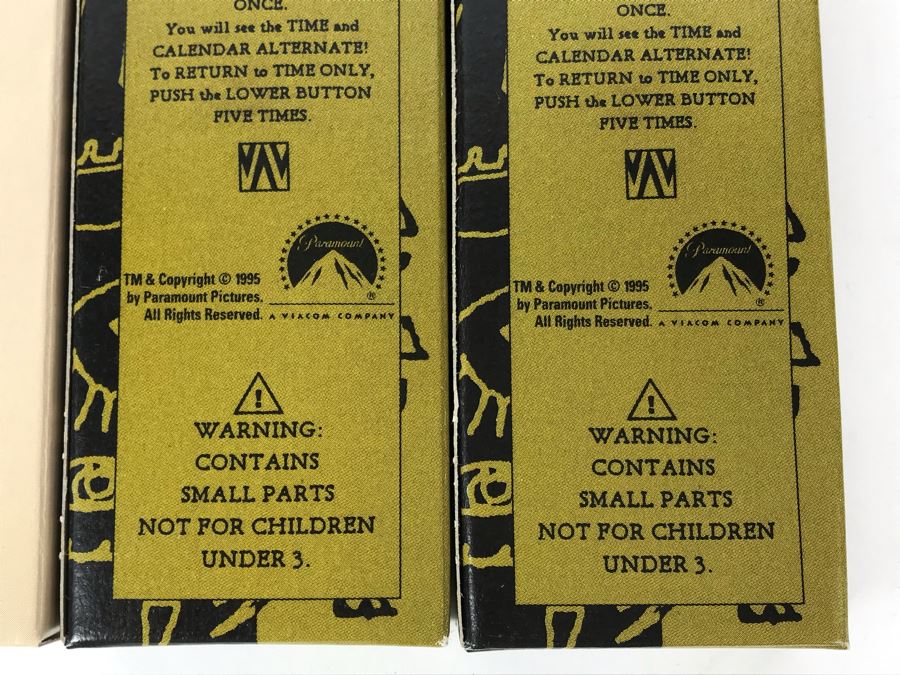 ONCE.
You will see the TIME and
CALENDAR ALTERNATE!
To RETURN to TIME ONLY,
PUSH the LOWER BUTTON
FIVE TIMES.
Paramount
®
A VIACOM COMPANY
TM & Copyright © 1995
by Paramount Pictures.
All Rights Reserved.
WARNING:
CONTAINS
SMALL PARTS
NOT FOR CHILDREN
UNDER 3.
ONCE.
You will see the TIME and
CALENDAR ALTERNATE!
To RETURN to TIME ONLY,
PUSH the LOWER BUTTON
FIVE TIMES.
Paramount
®
A VIACOM COMPANY
TM & Copyright © 1995
by Paramount Pictures.
All Rights Reserved.
WARNING:
CONTAINS
SMALL PARTS
NOT FOR CHILDREN
UNDER 3.